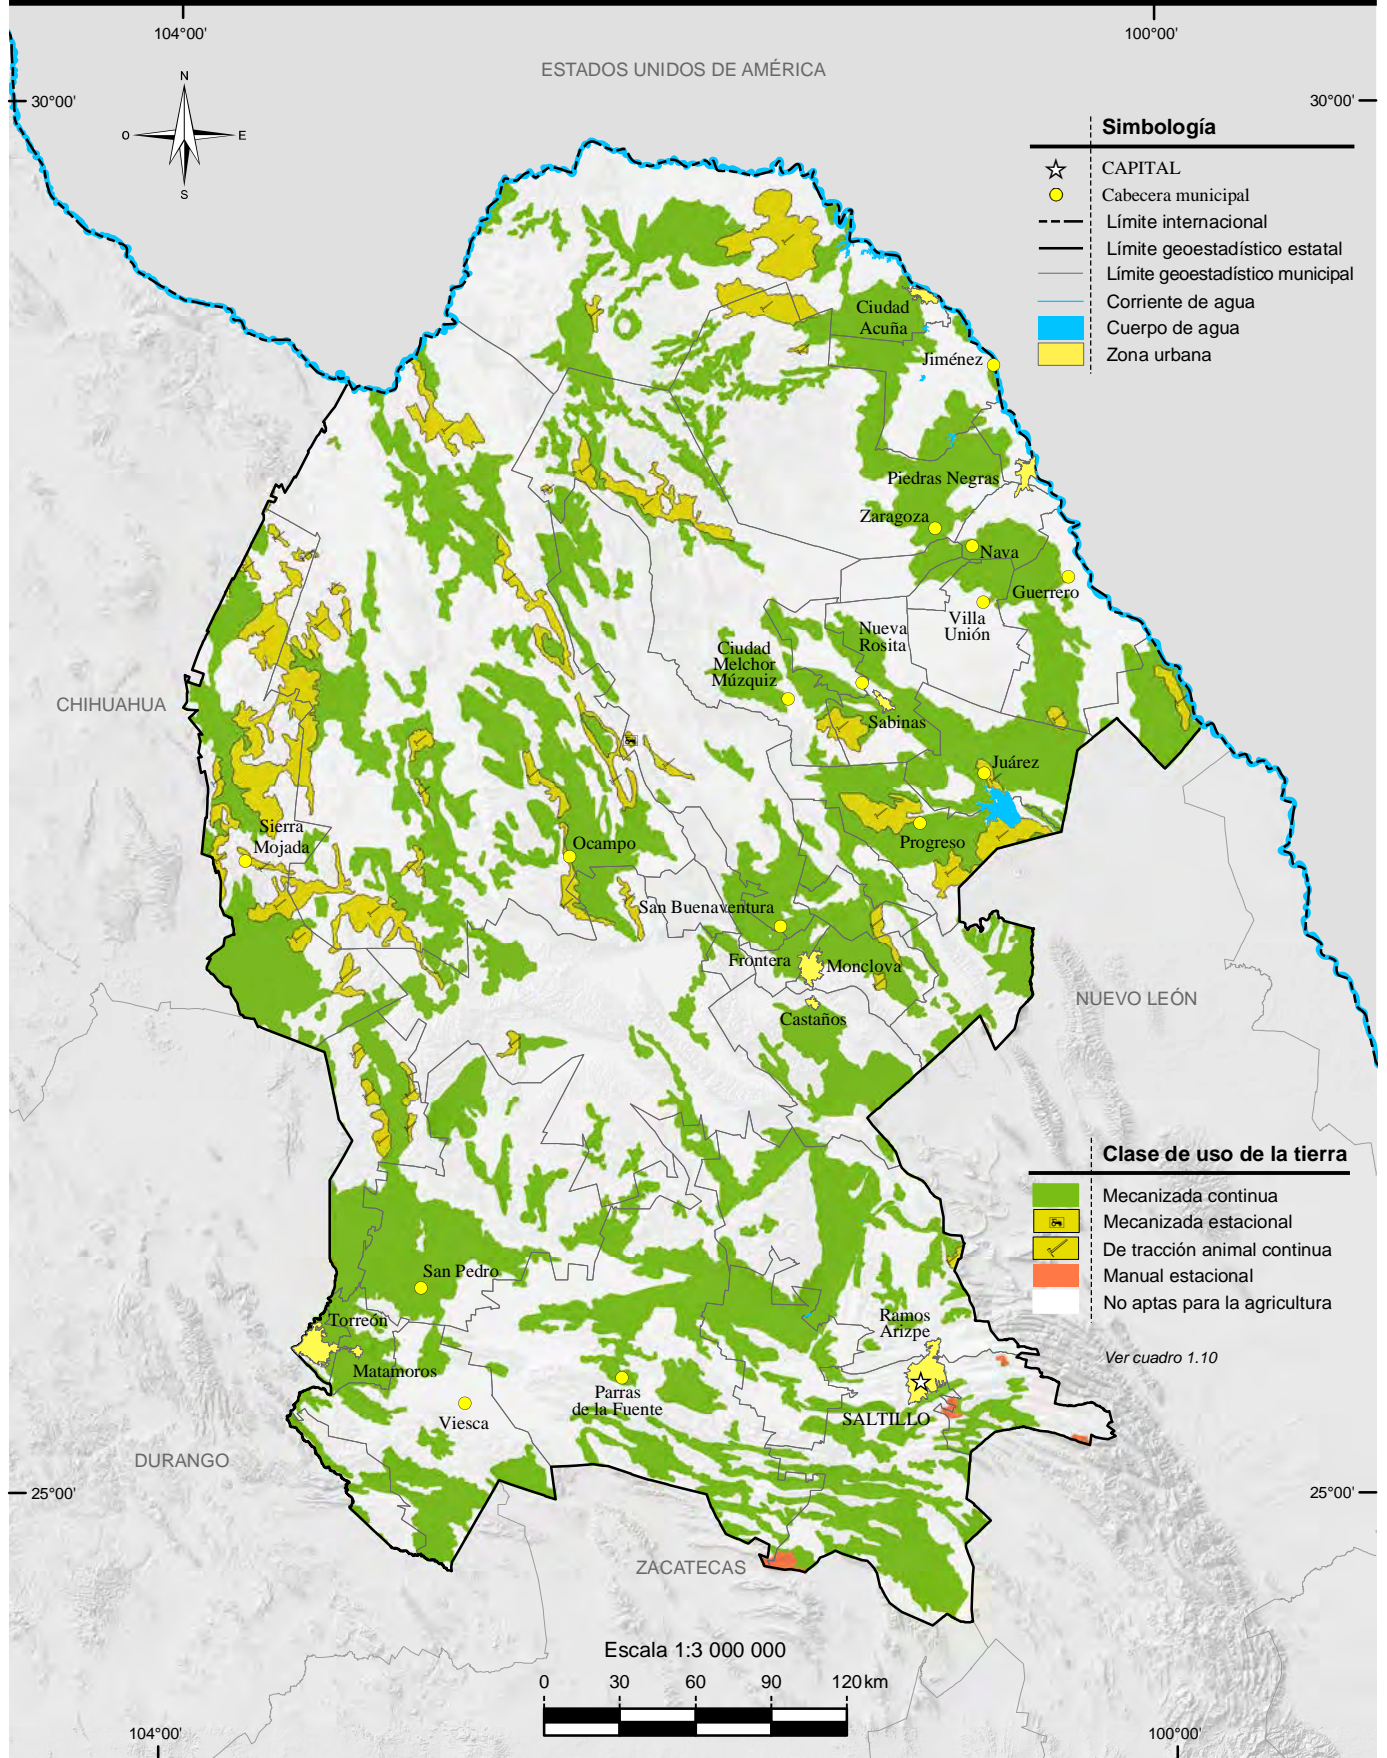 104°00'
100°00'
ESTADOS UNIDOS DE AMÉRICA
30°00'
30°00'
N
O
E
S
Simbología
CAPITAL
Cabecera municipal
Límite internacional
Límite geoestadístico estatal
Límite geoestadístico municipal
Corriente de agua
Cuerpo de agua
Zona urbana
Ciudad
Acuña
Jiménez
Piedras Negras
Zaragoza
Nava
Guerrero
Villa
Unión
Nueva
Rosita
Ciudad
Melchor
Múzquiz
Sabinas
CHIHUAHUA
Juárez
Sierra
Mojada
Ocampo
Progreso
San Buenaventura
Frontera
Monclova
Castaños
NUEVO LEÓN
Clase de uso de la tierra
Mecanizada continua
Mecanizada estacional
De tracción animal continua
Manual estacional
No aptas para la agricultura
Ver cuadro 1.10
San Pedro
Torreón
Matamoros
Ramos
Arizpe
Parras
de la Fuente
Viesca
SALTILLO
DURANGO
25°00'
25°00'
ZACATECAS
Escala 1:3 000 000
0 30 60 90 120 km
104°00'
100°00'